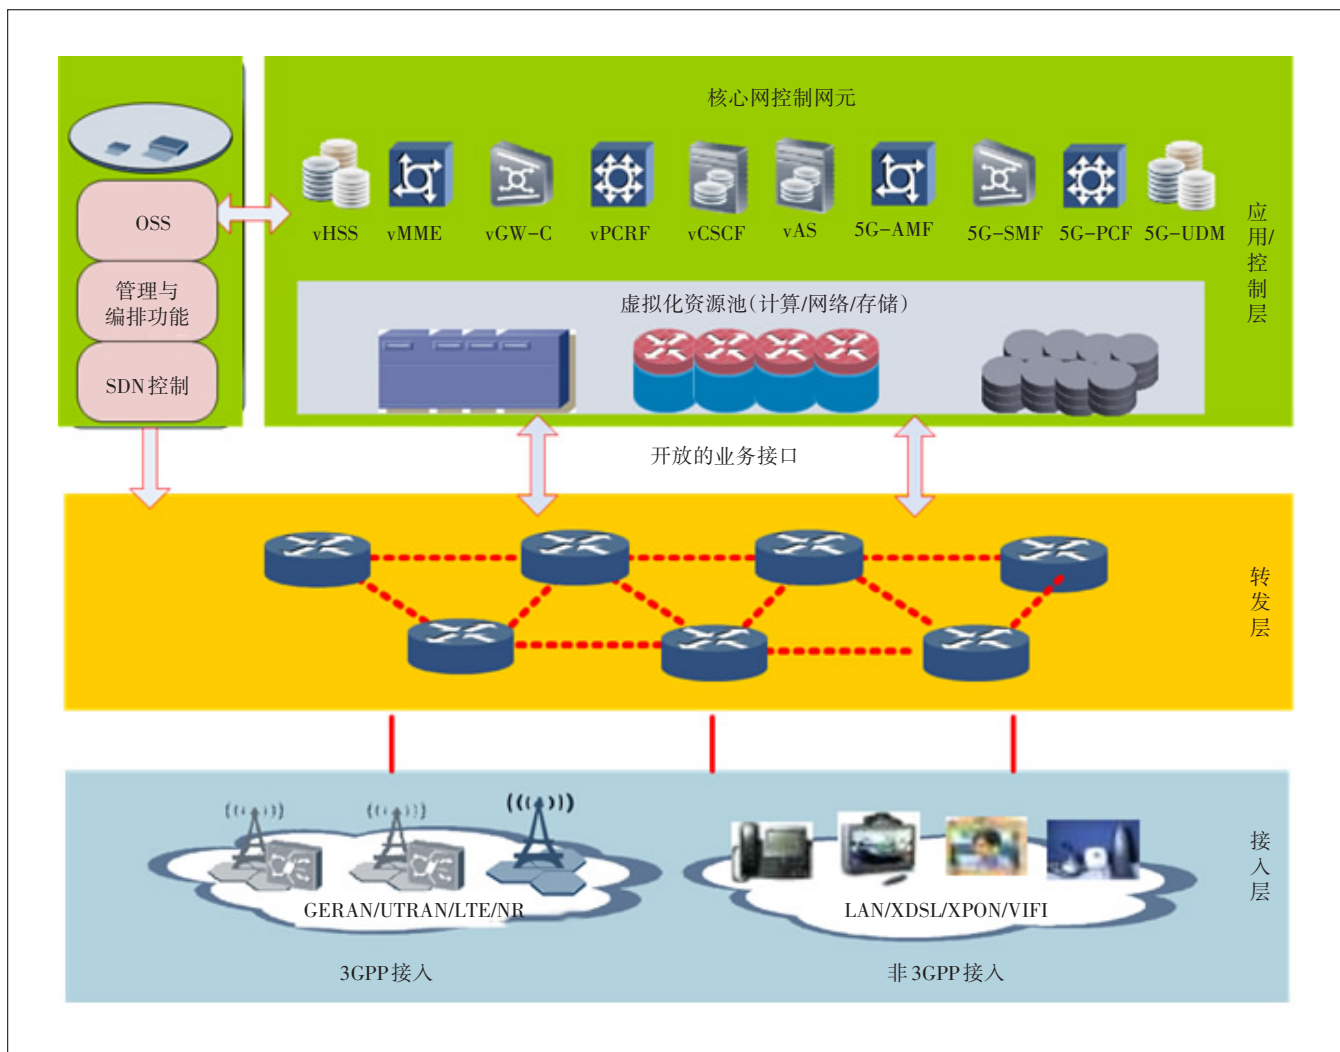 核心网控制网元
OSS
管理与
编排功能
SDN控制
vHSS
vMME
vGW-C
vPCRF
vCSCF
vAS
5G-AMF
5G-SMF
5G-PCF
5G-UDM
虚拟化资源池(计算/网络/存储)
应用/控制层
开放的业务接口
转发层
GERAN/UTRAN/LTE/NR
LAN/XDSL/XPON/VIFI
3GPP接入
非3GPP接入
接入层